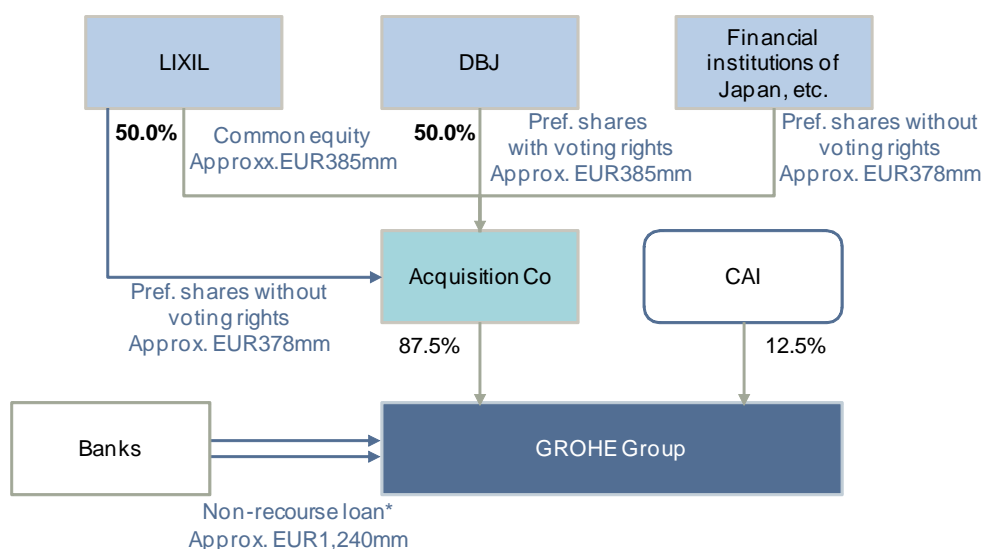 LIXIL
DBJ
Financial
institutions of
Japan, etc.
50.0%
Common equity
Approxx.EUR385mm
50.0%
Pref. shares
with voting rights
Approx. EUR385mm
Pref. shares without
voting rights
Approx. EUR378mm
Acquisition Co
CAI
Pref. shares without
voting rights
Approx. EUR378mm
87.5%
12.5%
Banks
GROHE Group
Non-recourse loan*
Approx. EUR1,240mm